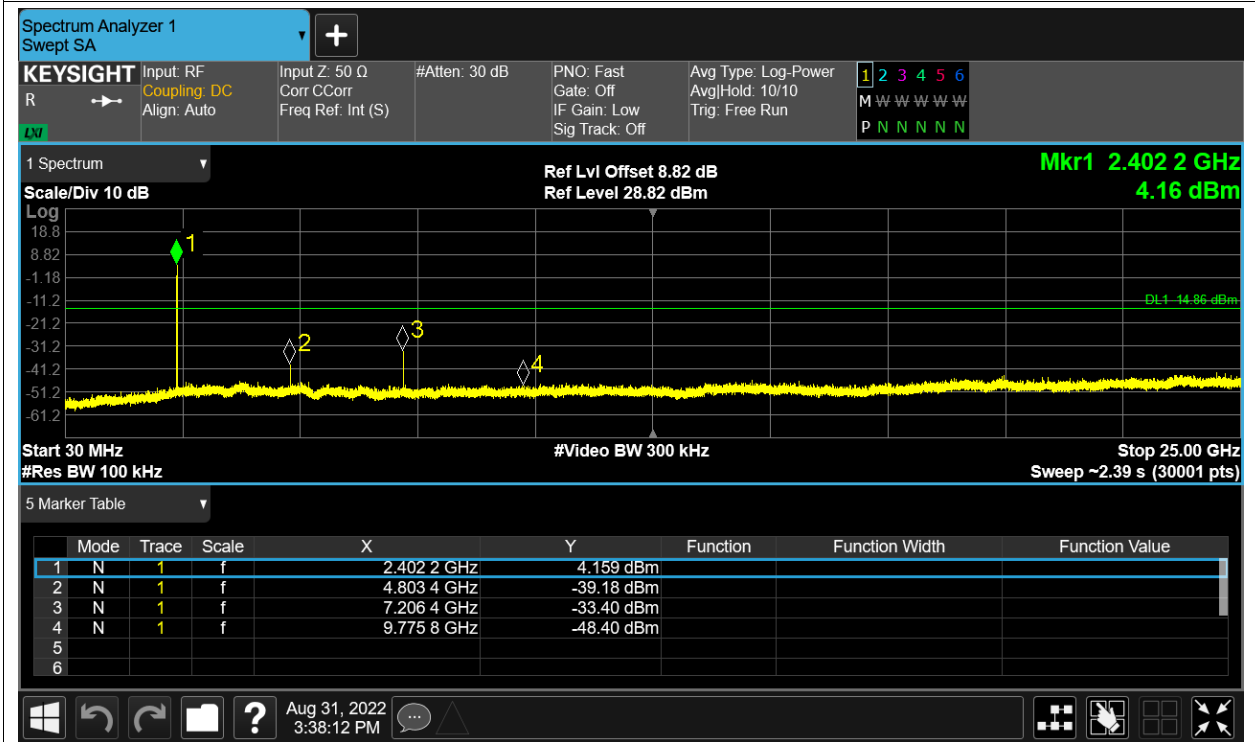 Spectrum Analyzer 1
Swept SA
KEYSIGHT
R
LXI
Input: RF
Coupling: DC
Align: Auto
Input Z: 50 Ω
Corr CCorr
Freq Ref: Int (S)
#Atten: 30 dB
PNO: Fast
Gate: Off
IF Gain: Low
Sig Track: Off
Avg Type: Log-Power
Avg|Hold: 10/10
Trig: Free Run
1 2 3 4 5 6
M W W W W W
P N N N N N
1 Spectrum
Scale/Div 10 dB
Ref Lvl Offset 8.82 dB
Ref Level 28.82 dBm
Mkr1 2.402 2 GHz
4.16 dBm
Log
18.8
8.82
-1.18
-11.2
-21.2
-31.2
-41.2
-51.2
-61.2
1
2
3
4
DL1 -14.86 dBm
Start 30 MHz
#Res BW 100 kHz
#Video BW 300 kHz
Stop 25.00 GHz
Sweep ~2.39 s (30001 pts)
5 Marker Table
Mode Trace Scale X Y Function Function Width Function Value
1 N 1 f 2.402 2 GHz 4.159 dBm
2 N 1 f 4.803 4 GHz -39.18 dBm
3 N 1 f 7.206 4 GHz -33.40 dBm
4 N 1 f 9.775 8 GHz -48.40 dBm
5
6
?
Aug 31, 2022
3:38:12 PM